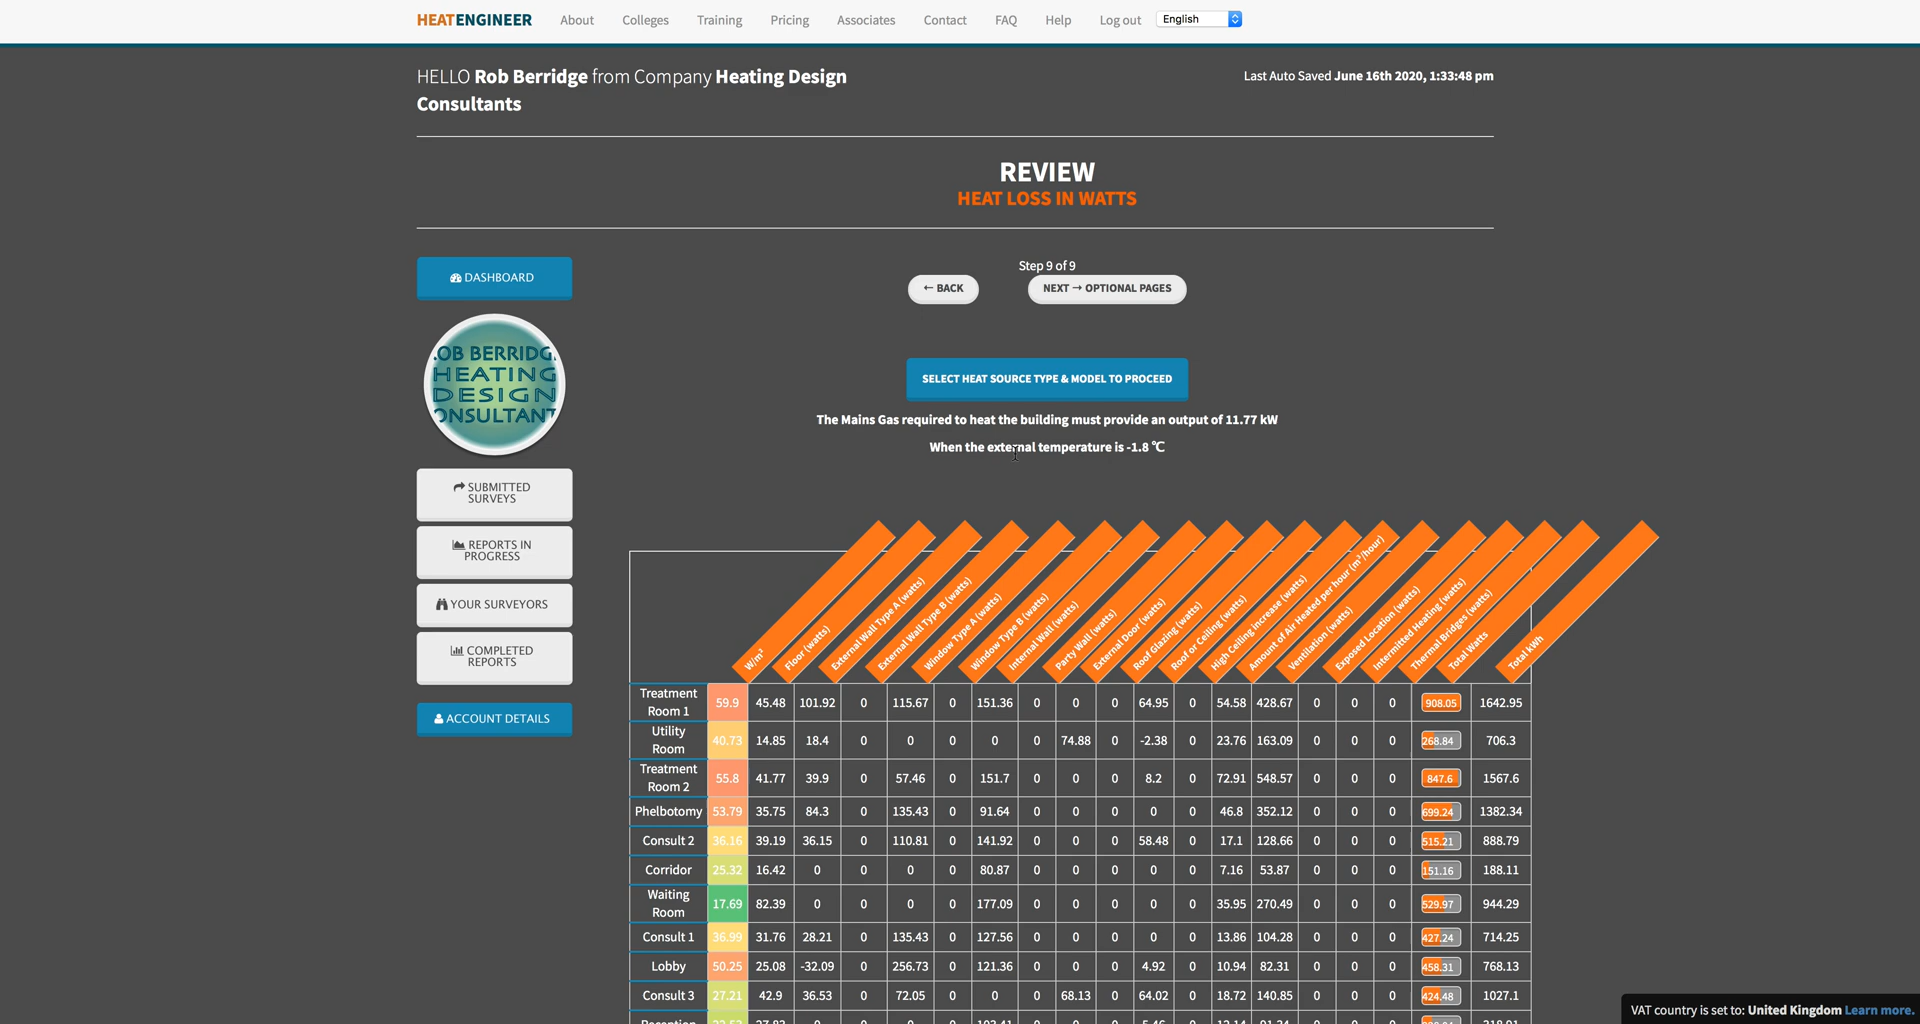 HEATENGINEER About Colleges Training Pricing Associates Contact FAQ Help Log out English
HELLO Rob Berridge from Company Heating Design
Consultants
Last Auto Saved June 16th 2020, 1:33:48 pm
REVIEW
HEAT LOSS IN WATTS
DASHBOARD
OB BERRIDG
HEATING
DESIGN
ONSULTANT
SUBMITTED
SURVEYS
REPORTS IN
PROGRESS
YOUR SURVEYORS
COMPLETED
REPORTS
ACCOUNT DETAILS
Step 9 of 9
← BACK
NEXT → OPTIONAL PAGES
SELECT HEAT SOURCE TYPE & MODEL TO PROCEED
The Mains Gas required to heat the building must provide an output of 11.77 kW
When the external temperature is -1.8 ℃
W/m²
Floor (watts)
External Wall Type A (watts)
External Wall Type B (watts)
Window Type A (watts)
Window Type B (watts)
Internal Wall (watts)
Party Wall (watts)
External Door (watts)
Roof Glazing (watts)
Roof or Ceiling (watts)
High Ceiling increase (watts)
Amount of Air Heated per hour (m³/hour)
Ventilation (watts)
Exposed Location (watts)
Intermitted Heating (watts)
Thermal Bridges (watts)
Total Watts
Total kWh
Treatment
Room 1 59.9 45.48 101.92 0 115.67 0 151.36 0 0 0 64.95 0 54.58 428.67 0 0 0 908.05 1642.95
Utility
Room 40.73 14.85 18.4 0 0 0 0 0 74.88 0 -2.38 0 23.76 163.09 0 0 0 268.84 706.3
Treatment
Room 2 55.8 41.77 39.9 0 57.46 0 151.7 0 0 0 8.2 0 72.91 548.57 0 0 0 847.6 1567.6
Phelbotomy 53.79 35.75 84.3 0 135.43 0 91.64 0 0 0 0 0 46.8 352.12 0 0 0 699.24 1382.34
Consult 2 36.16 39.19 36.15 0 110.81 0 141.92 0 0 0 58.48 0 17.1 128.66 0 0 0 515.21 888.79
Corridor 25.32 16.42 0 0 0 0 80.87 0 0 0 0 0 7.16 53.87 0 0 0 151.16 188.11
Waiting
Room 17.69 82.39 0 0 0 0 177.09 0 0 0 0 0 35.95 270.49 0 0 0 529.97 944.29
Consult 1 36.99 31.76 28.21 0 135.43 0 127.56 0 0 0 0 0 13.86 104.28 0 0 0 427.24 714.25
Lobby 50.25 25.08 -32.09 0 256.73 0 121.36 0 0 0 4.92 0 10.94 82.31 0 0 0 458.31 768.13
Consult 3 27.21 42.9 36.53 0 72.05 0 0 0 68.13 0 64.02 0 18.72 140.85 0 0 0 424.48 1027.1
VAT country is set to: United Kingdom Learn more.